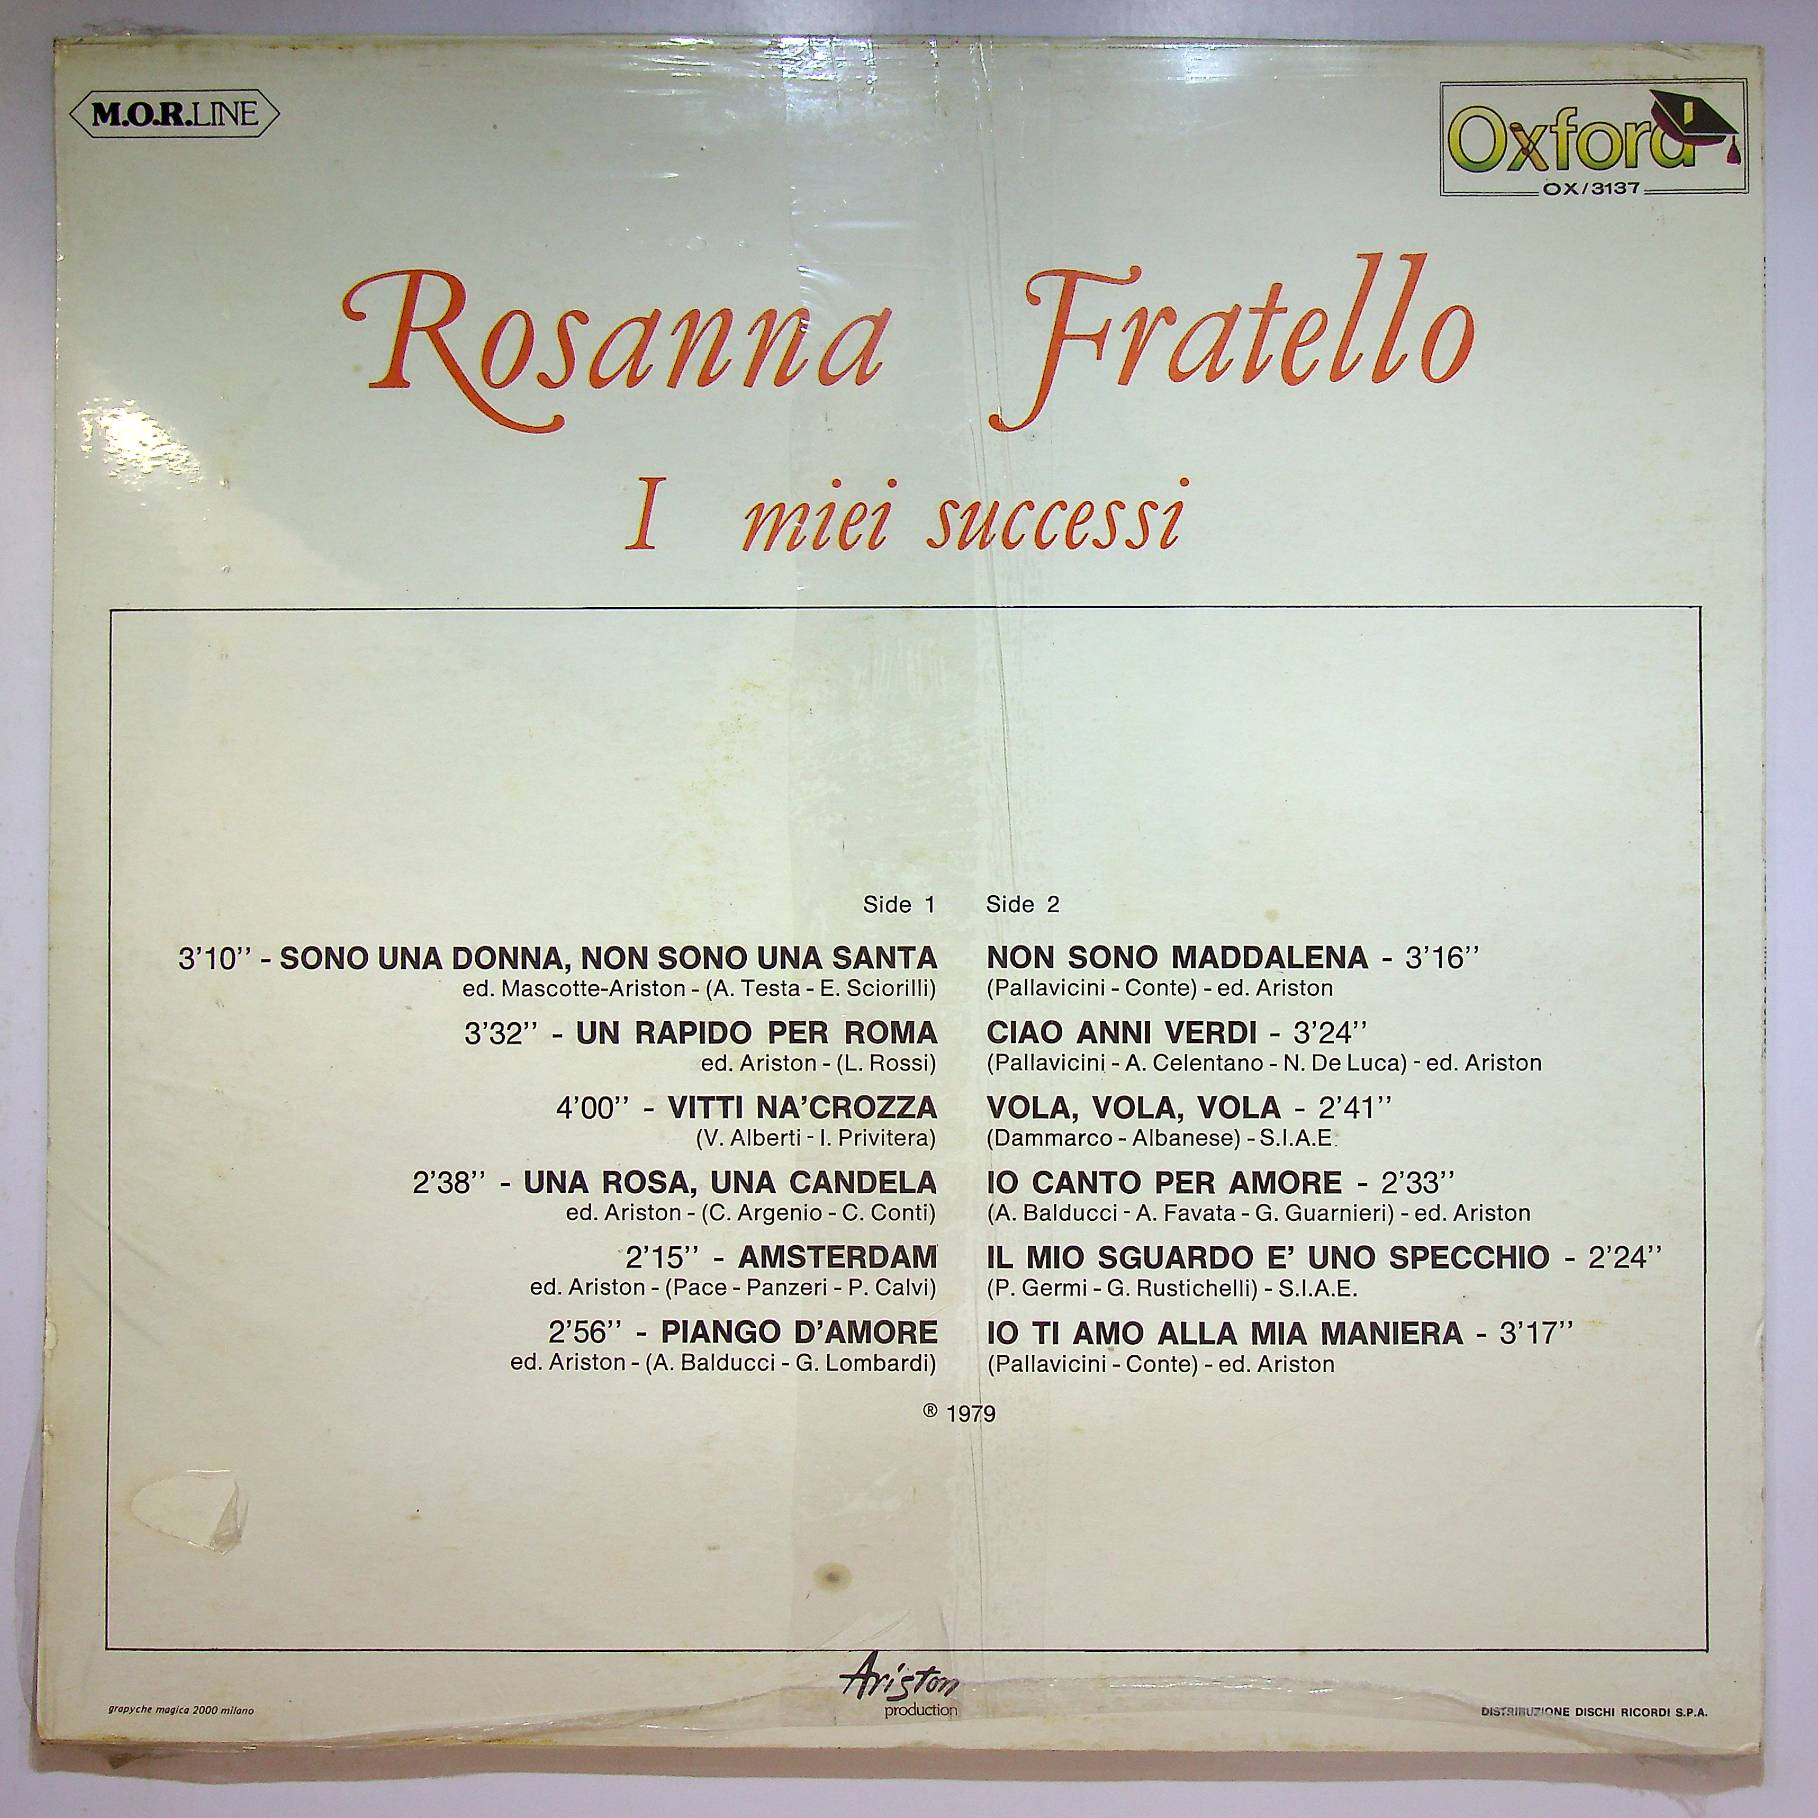 M.O.R.LINE
Oxford
OX/3137
Rosanna Fratello
I miei successi
Side 1
3'10'' - SONO UNA DONNA, NON SONO UNA SANTA
ed. Mascotte-Ariston - (A. Testa - E. Sciorilli)
3'32'' - UN RAPIDO PER ROMA
ed. Ariston - (L. Rossi)
4'00'' - VITTI NA'CROZZA
(V. Alberti - I. Privitera)
2'38'' - UNA ROSA, UNA CANDELA
ed. Ariston - (C. Argenio - C. Conti)
2'15'' - AMSTERDAM
ed. Ariston - (Pace - Panzeri - P. Calvi)
2'56'' - PIANGO D'AMORE
ed. Ariston - (A. Balducci - G. Lombardi)
Side 2
NON SONO MADDALENA - 3'16''
(Pallavicini - Conte) - ed. Ariston
CIAO ANNI VERDI - 3'24''
(Pallavicini - A. Celentano - N. De Luca) - ed. Ariston
VOLA, VOLA, VOLA - 2'41''
(Dammarco - Albanese) - S.I.A.E.
IO CANTO PER AMORE - 2'33''
(A. Balducci - A. Favata - G. Guarnieri) - ed. Ariston
IL MIO SGUARDO E' UNO SPECCHIO - 2'24''
(P. Germi - G. Rustichelli) - S.I.A.E.
IO TI AMO ALLA MIA MANIERA - 3'17''
(Pallavicini - Conte) - ed. Ariston
® 1979
Ariston
production
grapyche magica 2000 milano
DISTRIBUZIONE DISCHI RICORDI S.P.A.